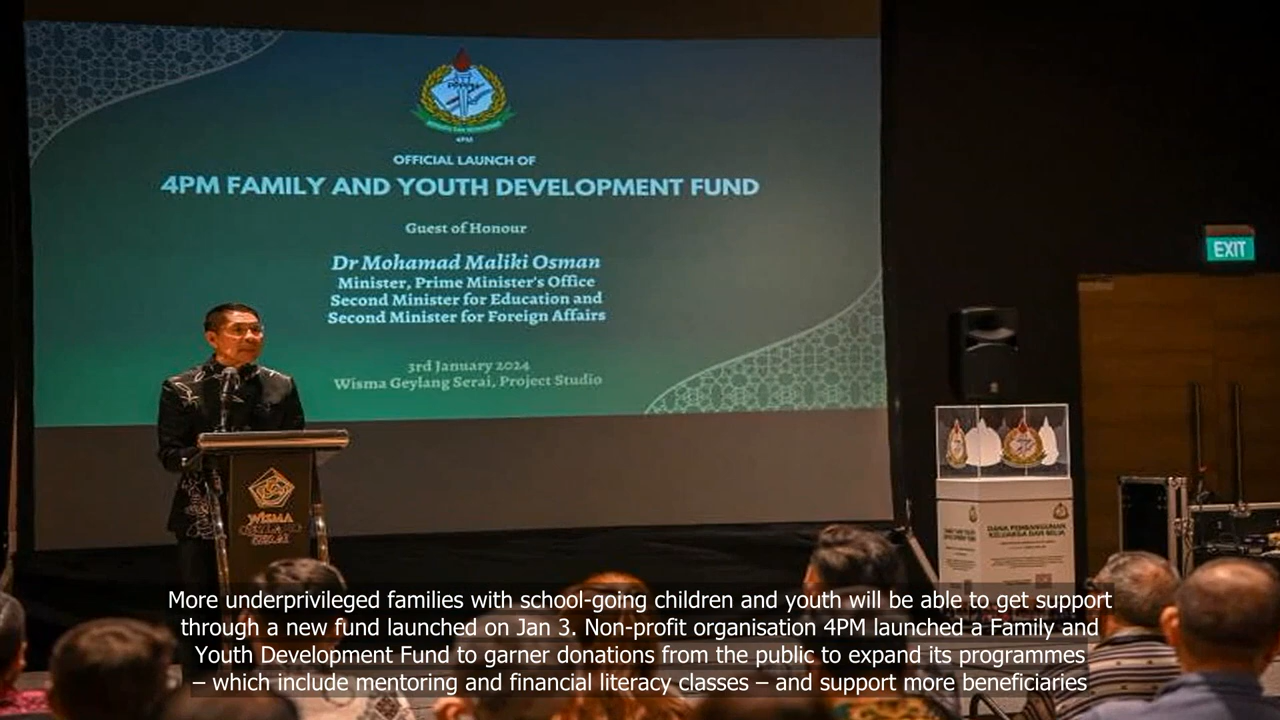 4PM
OFFICIAL LAUNCH OF
4PM FAMILY AND YOUTH DEVELOPMENT FUND
Guest of Honour
Dr Mohamad Maliki Osman
Minister, Prime Minister's Office
Second Minister for Education and
Second Minister for Foreign Affairs
3rd January 2024
Wisma Geylang Serai, Project Studio
EXIT
WISMA
DANA PEMBANGUNAN
KELUARGA DAN BELIA
More underprivileged families with school-going children and youth will be able to get support
through a new fund launched on Jan 3. Non-profit organisation 4PM launched a Family and
Youth Development Fund to garner donations from the public to expand its programmes
– which include mentoring and financial literacy classes – and support more beneficiaries